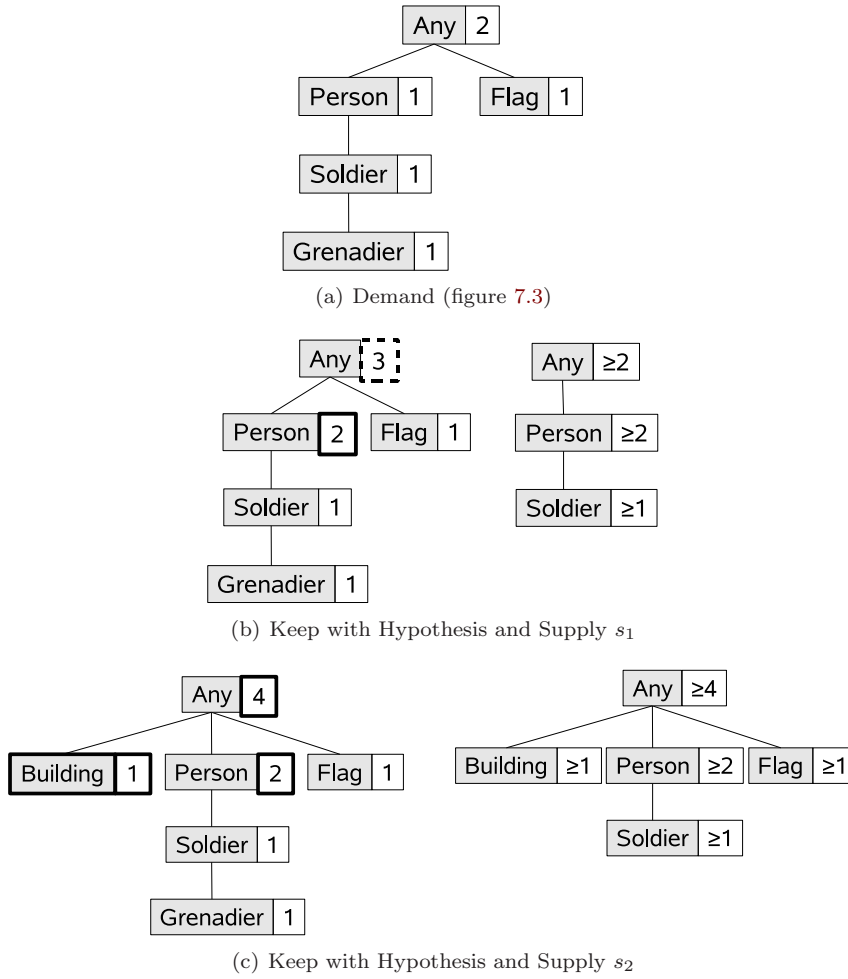 Any 2
Person 1 Flag 1
Soldier 1
Grenadier 1
(a) Demand (figure 7.3)
Any 3 Any ≥2
Person 2 Flag 1 Person ≥2
Soldier 1 Soldier ≥1
Grenadier 1
(b) Keep with Hypothesis and Supply s₁
Any 4 Any ≥4
Building 1 Person 2 Flag 1 Building ≥1 Person ≥2 Flag ≥1
Soldier 1 Soldier ≥1
Grenadier 1
(c) Keep with Hypothesis and Supply s₂